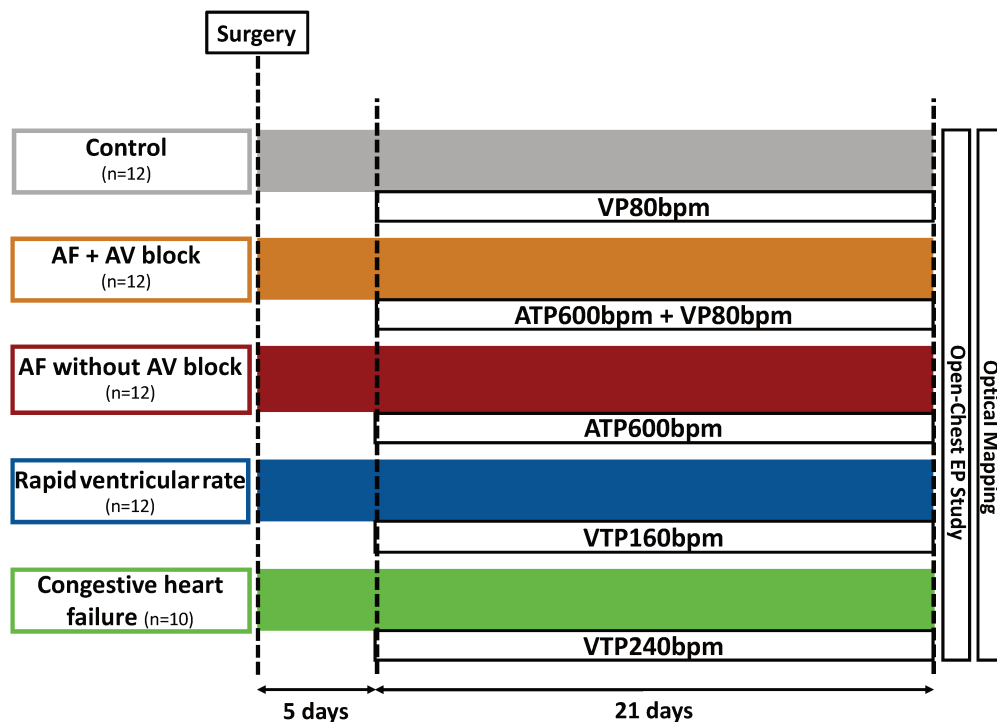 Surgery
Control
(n=12)
VP80bpm
AF + AV block
(n=12)
ATP600bpm + VP80bpm
AF without AV block
(n=12)
ATP600bpm
Rapid ventricular rate
(n=12)
VTP160bpm
Congestive heart
failure (n=10)
VTP240bpm
Open-Chest EP Study
Optical Mapping
5 days
21 days